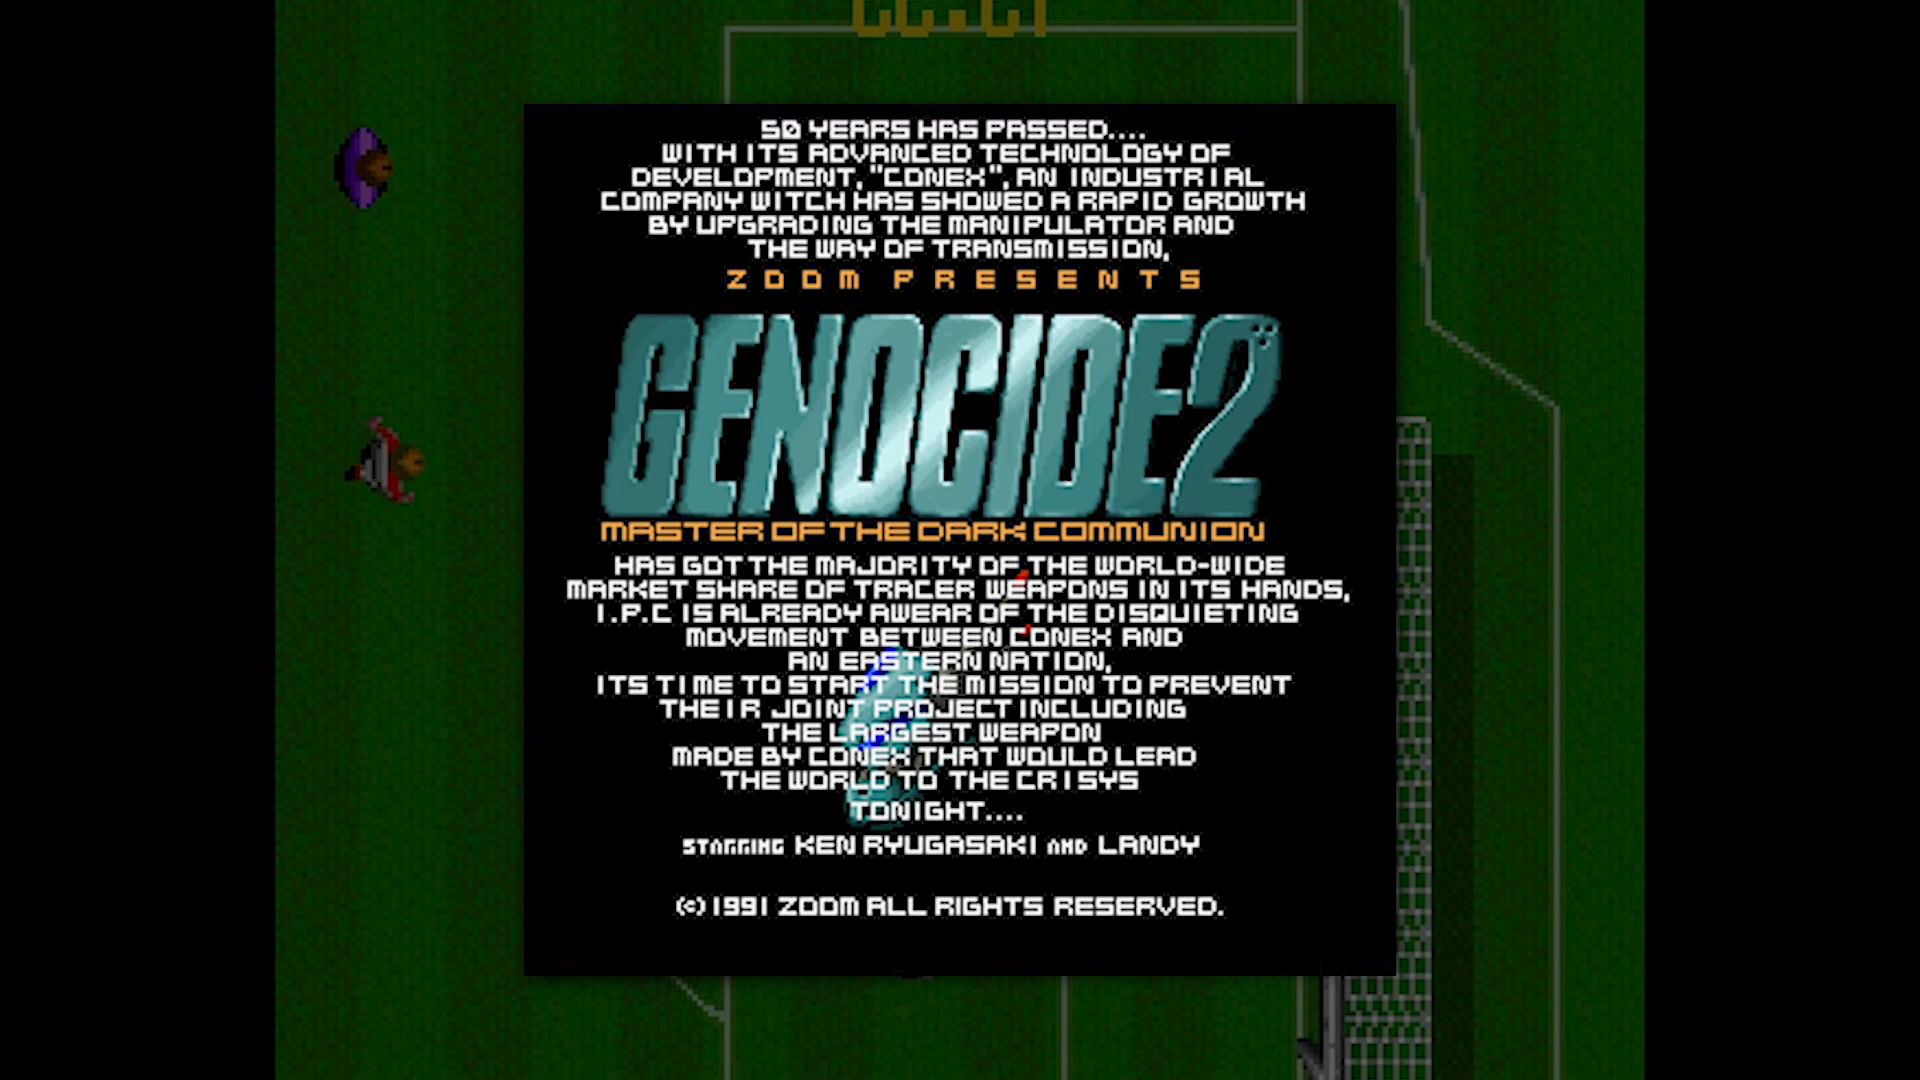 50 YEARS HAS PASSED....
WITH ITS ADVANCED TECHNOLOGY OF
DEVELOPMENT, "CONEX", AN INDUSTRIAL
COMPANY WITCH HAS SHOWED A RAPID GROWTH
BY UPGRADING THE MANIPULATOR AND
THE WAY OF TRANSMISSION,
ZOOM PRESENTS
GENOCIDE2
MASTER OF THE DARK COMMUNION
HAS GOT THE MAJORITY OF THE WORLD-WIDE
MARKET SHARE OF TRACER WEAPONS IN ITS HANDS,
I.P.C IS ALREADY AWEAR OF THE DISQUIETING
MOVEMENT BETWEEN CONEX AND
AN EASTERN NATION,
ITS TIME TO START THE MISSION TO PREVENT
THEIR JOINT PROJECT INCLUDING
THE LARGEST WEAPON
MADE BY CONEX THAT WOULD LEAD
THE WORLD TO THE CRISYS
TONIGHT....
STARRING KEN RYUGASAKI AND LANDY
(C)1991 ZOOM ALL RIGHTS RESERVED.